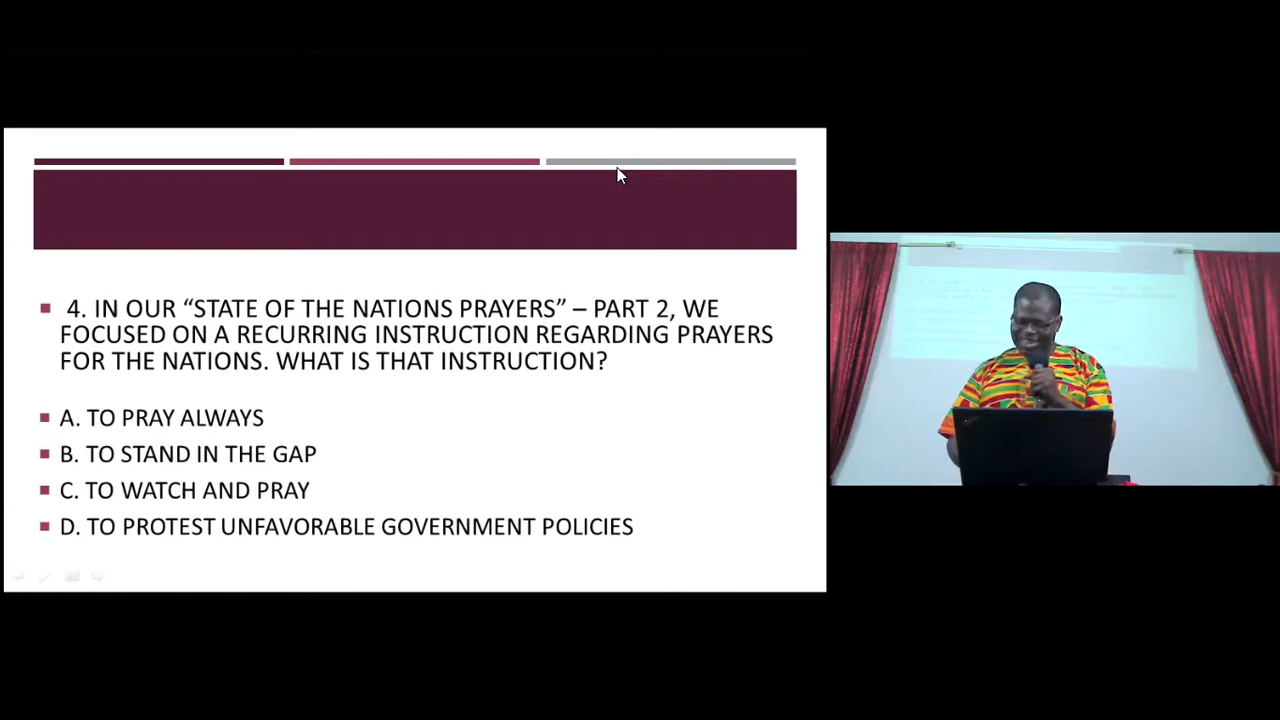 4. IN OUR “STATE OF THE NATIONS PRAYERS” – PART 2, WE
FOCUSED ON A RECURRING INSTRUCTION REGARDING PRAYERS
FOR THE NATIONS. WHAT IS THAT INSTRUCTION?
A. TO PRAY ALWAYS
B. TO STAND IN THE GAP
C. TO WATCH AND PRAY
D. TO PROTEST UNFAVORABLE GOVERNMENT POLICIES